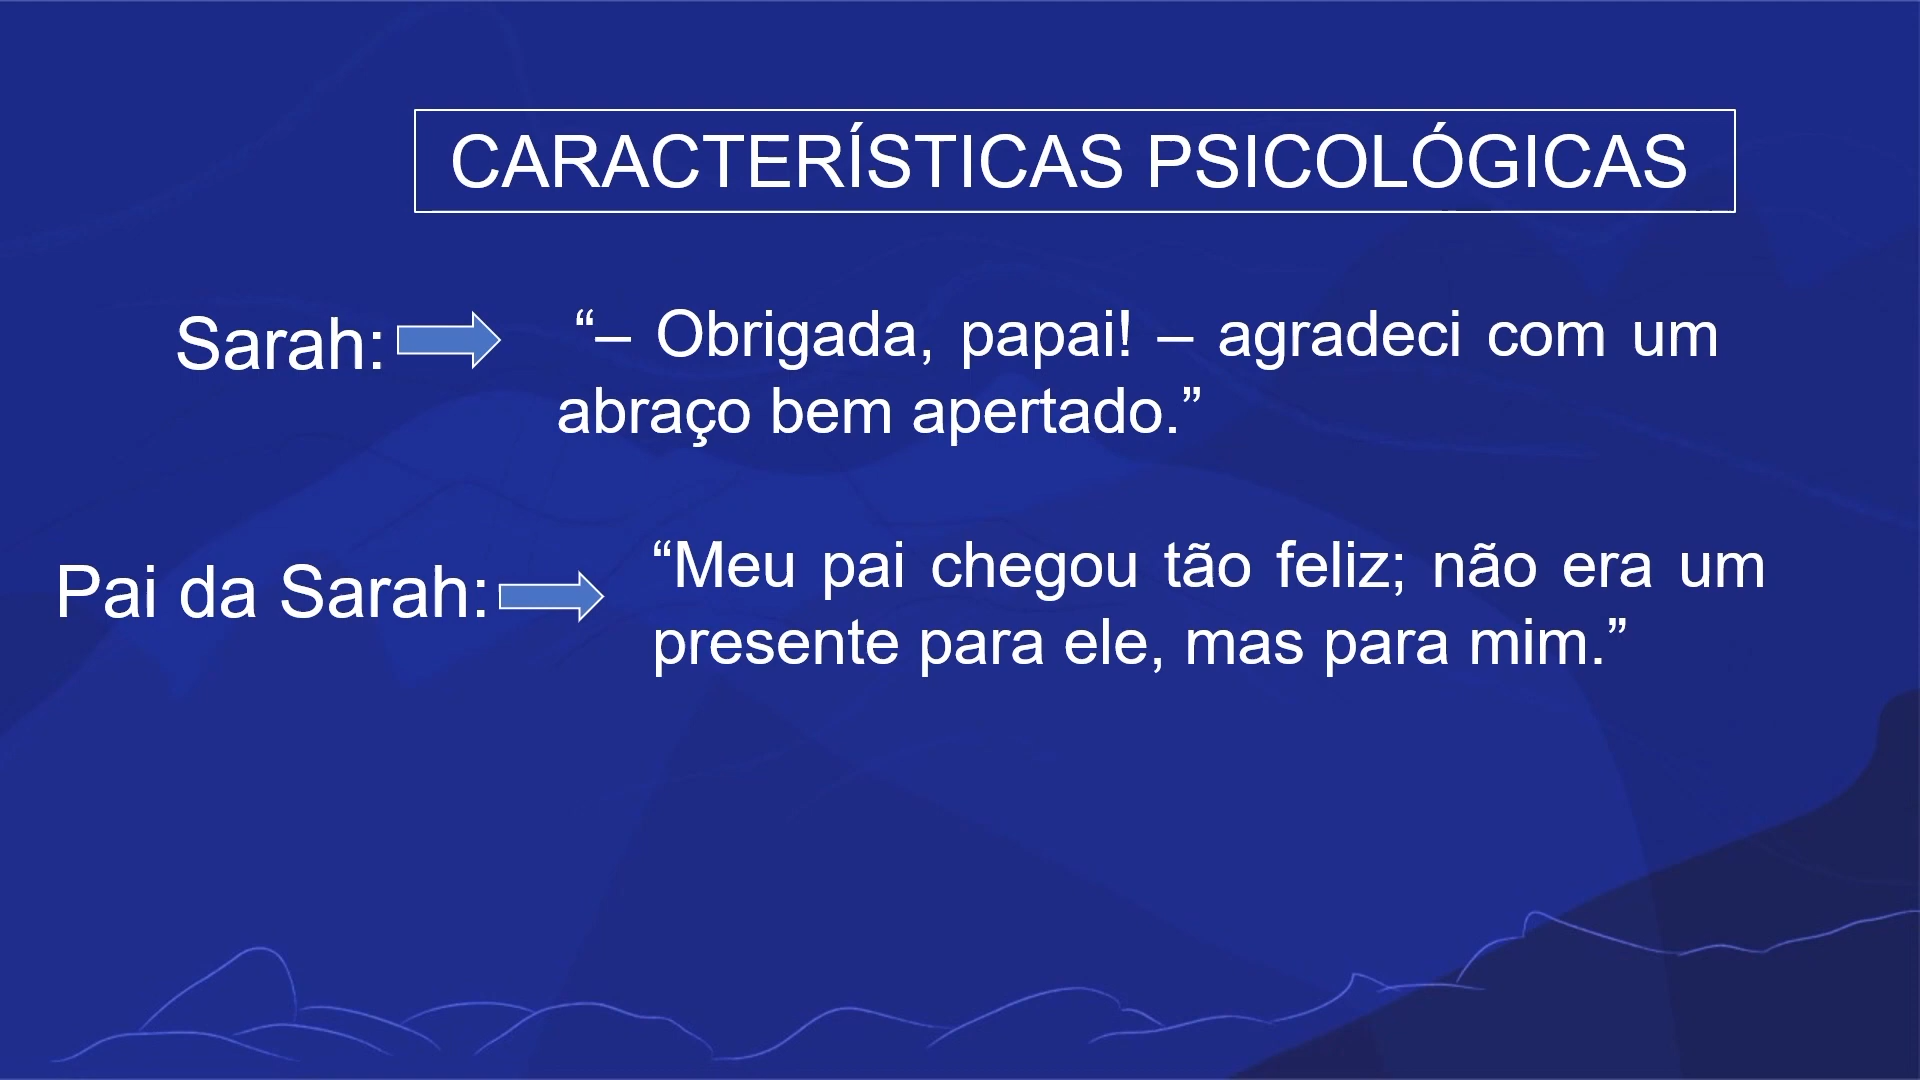 CARACTERÍSTICAS PSICOLÓGICAS
Sarah:
“– Obrigada, papai! – agradeci com um
abraço bem apertado.”
Pai da Sarah:
“Meu pai chegou tão feliz; não era um
presente para ele, mas para mim.”